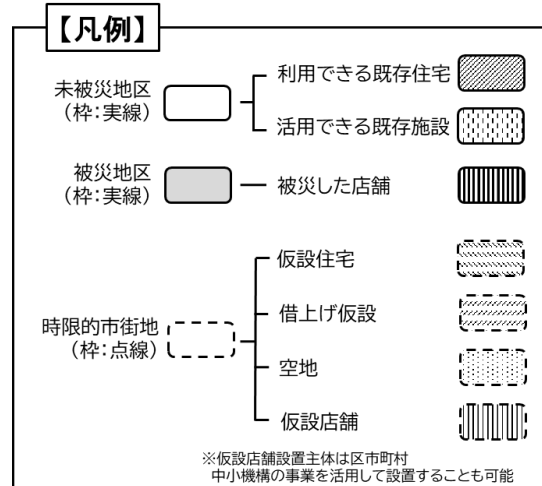 【凡例】
未被災地区
（枠：実線）
利用できる既存住宅
活用できる既存施設
被災地区
（枠：実線）
被災した店舗
時限的市街地
（枠：点線）
仮設住宅
借上げ仮設
空地
仮設店舗
※仮設店舗設置主体は区市町村
中小機構の事業を活用して設置することも可能